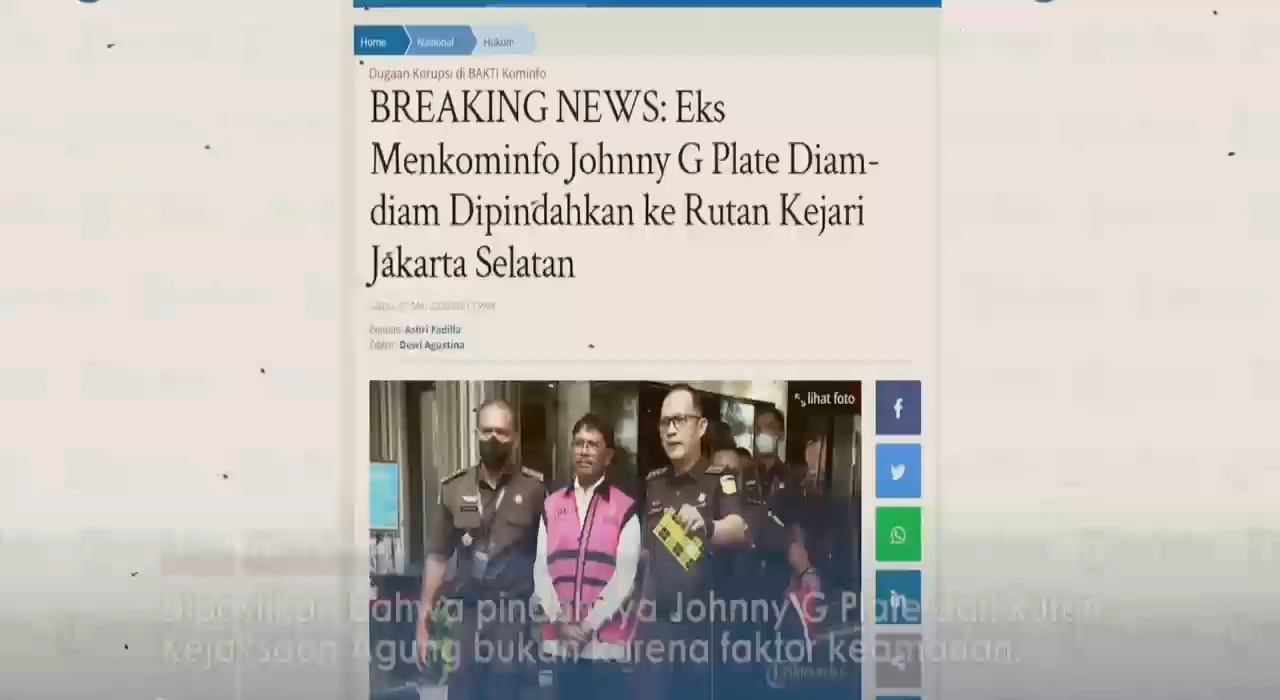 Home Nasional Hukum
Dugaan Korupsi di BAKTI Kominfo
BREAKING NEWS: Eks
Menkominfo Johnny G Plate Diam-
diam Dipindahkan ke Rutan Kejari
Jakarta Selatan
Penulis: Ashri Fadilla
Editor: Dewi Agustina
lihat foto
Dipastikan bahwa pindahnya Johnny G Plate dari Rutan
Kejaksaan Agung bukan karena faktor keamanan.